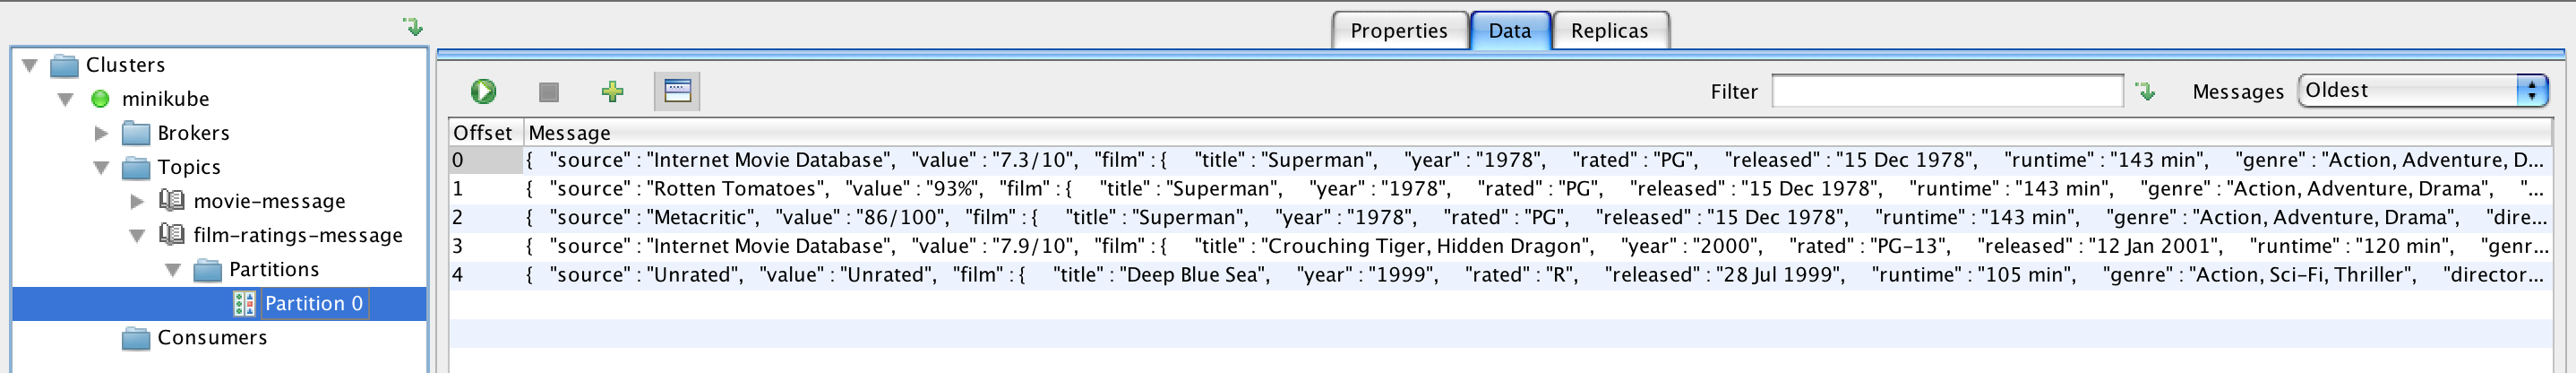 Properties Data Replicas
Clusters
minikube
Brokers
Topics
movie-message
film-ratings-message
Partitions
Partition 0
Consumers
Filter Messages Oldest
Offset Message
0 { "source" : "Internet Movie Database", "value" : "7.3/10", "film" : { "title" : "Superman", "year" : "1978", "rated" : "PG", "released" : "15 Dec 1978", "runtime" : "143 min", "genre" : "Action, Adventure, D...
1 { "source" : "Rotten Tomatoes", "value" : "93%", "film" : { "title" : "Superman", "year" : "1978", "rated" : "PG", "released" : "15 Dec 1978", "runtime" : "143 min", "genre" : "Action, Adventure, Drama", "...
2 { "source" : "Metacritic", "value" : "86/100", "film" : { "title" : "Superman", "year" : "1978", "rated" : "PG", "released" : "15 Dec 1978", "runtime" : "143 min", "genre" : "Action, Adventure, Drama", "dire...
3 { "source" : "Internet Movie Database", "value" : "7.9/10", "film" : { "title" : "Crouching Tiger, Hidden Dragon", "year" : "2000", "rated" : "PG-13", "released" : "12 Jan 2001", "runtime" : "120 min", "genr...
4 { "source" : "Unrated", "value" : "Unrated", "film" : { "title" : "Deep Blue Sea", "year" : "1999", "rated" : "R", "released" : "28 Jul 1999", "runtime" : "105 min", "genre" : "Action, Sci-Fi, Thriller", "director...